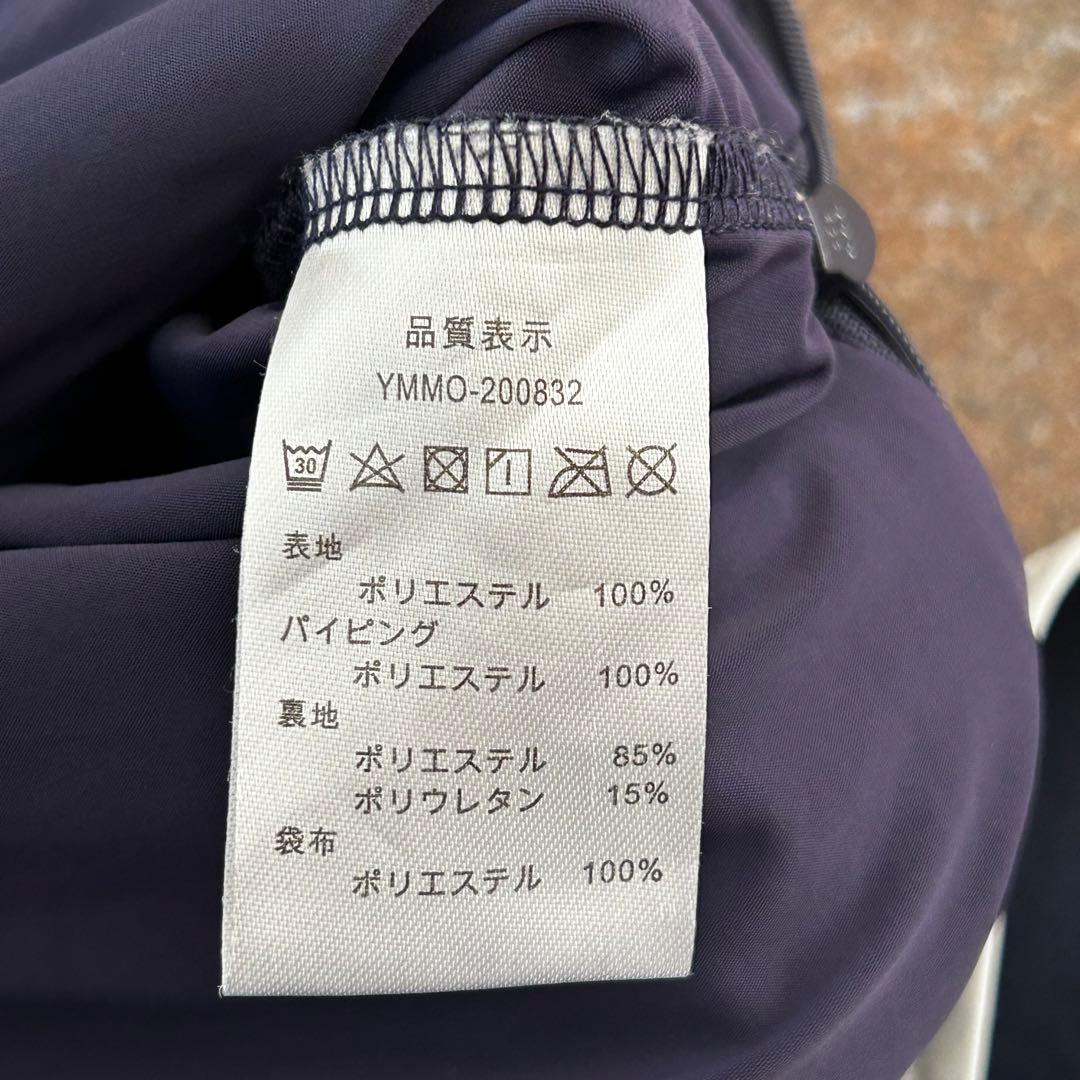 品質表示
YMMO-200832
30
表地
ポリエステル 100%
パイピング
ポリエステル 100%
裏地
ポリエステル 85%
ポリウレタン 15%
袋布
ポリエステル 100%